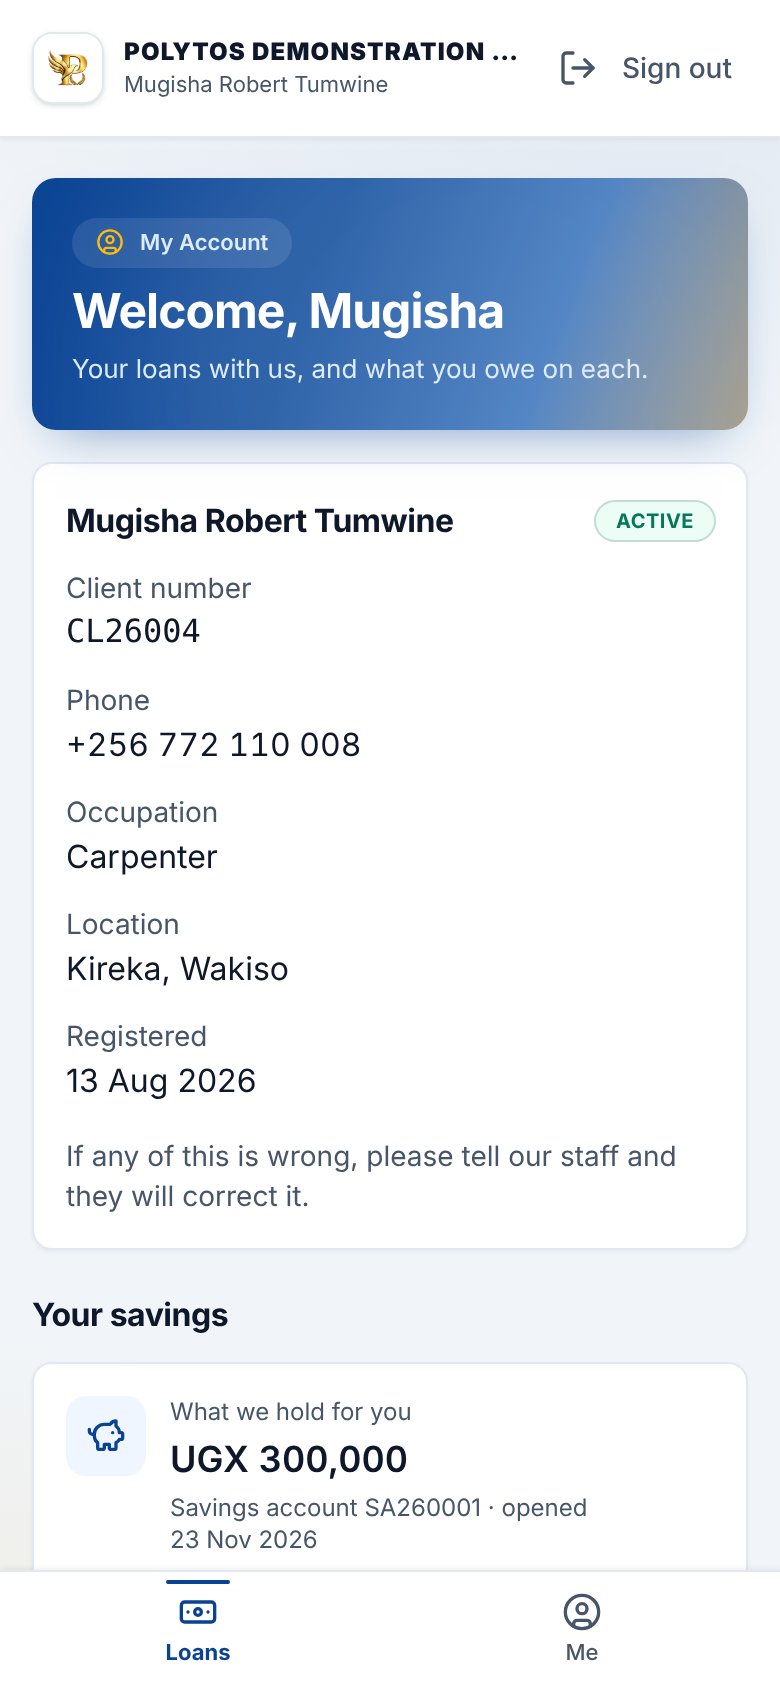 POLYTOS DEMONSTRATION ...
Mugisha Robert Tumwine
Sign out
My Account
Welcome, Mugisha
Your loans with us, and what you owe on each.
Mugisha Robert Tumwine
ACTIVE
Client number
CL26004
Phone
+256 772 110 008
Occupation
Carpenter
Location
Kireka, Wakiso
Registered
13 Aug 2026
If any of this is wrong, please tell our staff and
they will correct it.
Your savings
What we hold for you
UGX 300,000
Savings account SA260001 · opened
23 Nov 2026
Loans
Me